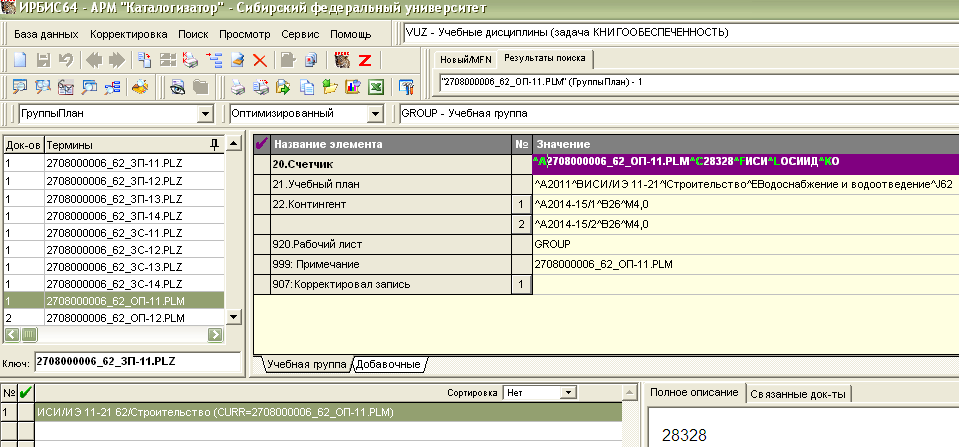 ИРБИС64 - АРМ "Каталогизатор" - Сибирский федеральный университет
База данных Корректировка Поиск Просмотр Сервис Помощь
VUZ - Учебные дисциплины (задача КНИГООБЕСПЕЧЕННОСТЬ)
Новый/MFN Результаты поиска
"2708000006_62_ОП-11.PLM" (ГруппыПлан) - 1
ГруппыПлан Оптимизированный GROUP - Учебная группа
Док-ов Термины
1 2708000006_62_ЗП-11.PLZ
1 2708000006_62_ЗП-12.PLZ
1 2708000006_62_ЗП-13.PLZ
1 2708000006_62_ЗП-14.PLZ
1 2708000006_62_ЗС-11.PLZ
1 2708000006_62_ЗС-12.PLZ
1 2708000006_62_ЗС-13.PLZ
1 2708000006_62_ЗС-14.PLZ
1 2708000006_62_ОП-11.PLM
2 2708000006_62_ОП-12.PLM
Ключ: 2708000006_62_ЗП-11.PLZ
Название элемента № Значение
20.Счетчик ^A2708000006_62_ОП-11.PLM^C28328^FИСИ^LОСИИД^KО
21.Учебный план ^A2011^BИСИ/ИЭ 11-21^IСтроительство^EВодоснабжение и водоотведение^J62
22.Контингент 1 ^A2014-15/1^B26^M4,0
2 ^A2014-15/2^B26^M4,0
920.Рабочий лист GROUP
999: Примечание 2708000006_62_ОП-11.PLM
907:Корректировал запись 1
Учебная группа Добавочные
№ Сортировка Нет
1 ИСИ/ИЭ 11-21 62/Строительство (CURR=2708000006_62_ОП-11.PLM)
Полное описание Связанные док-ты
28328